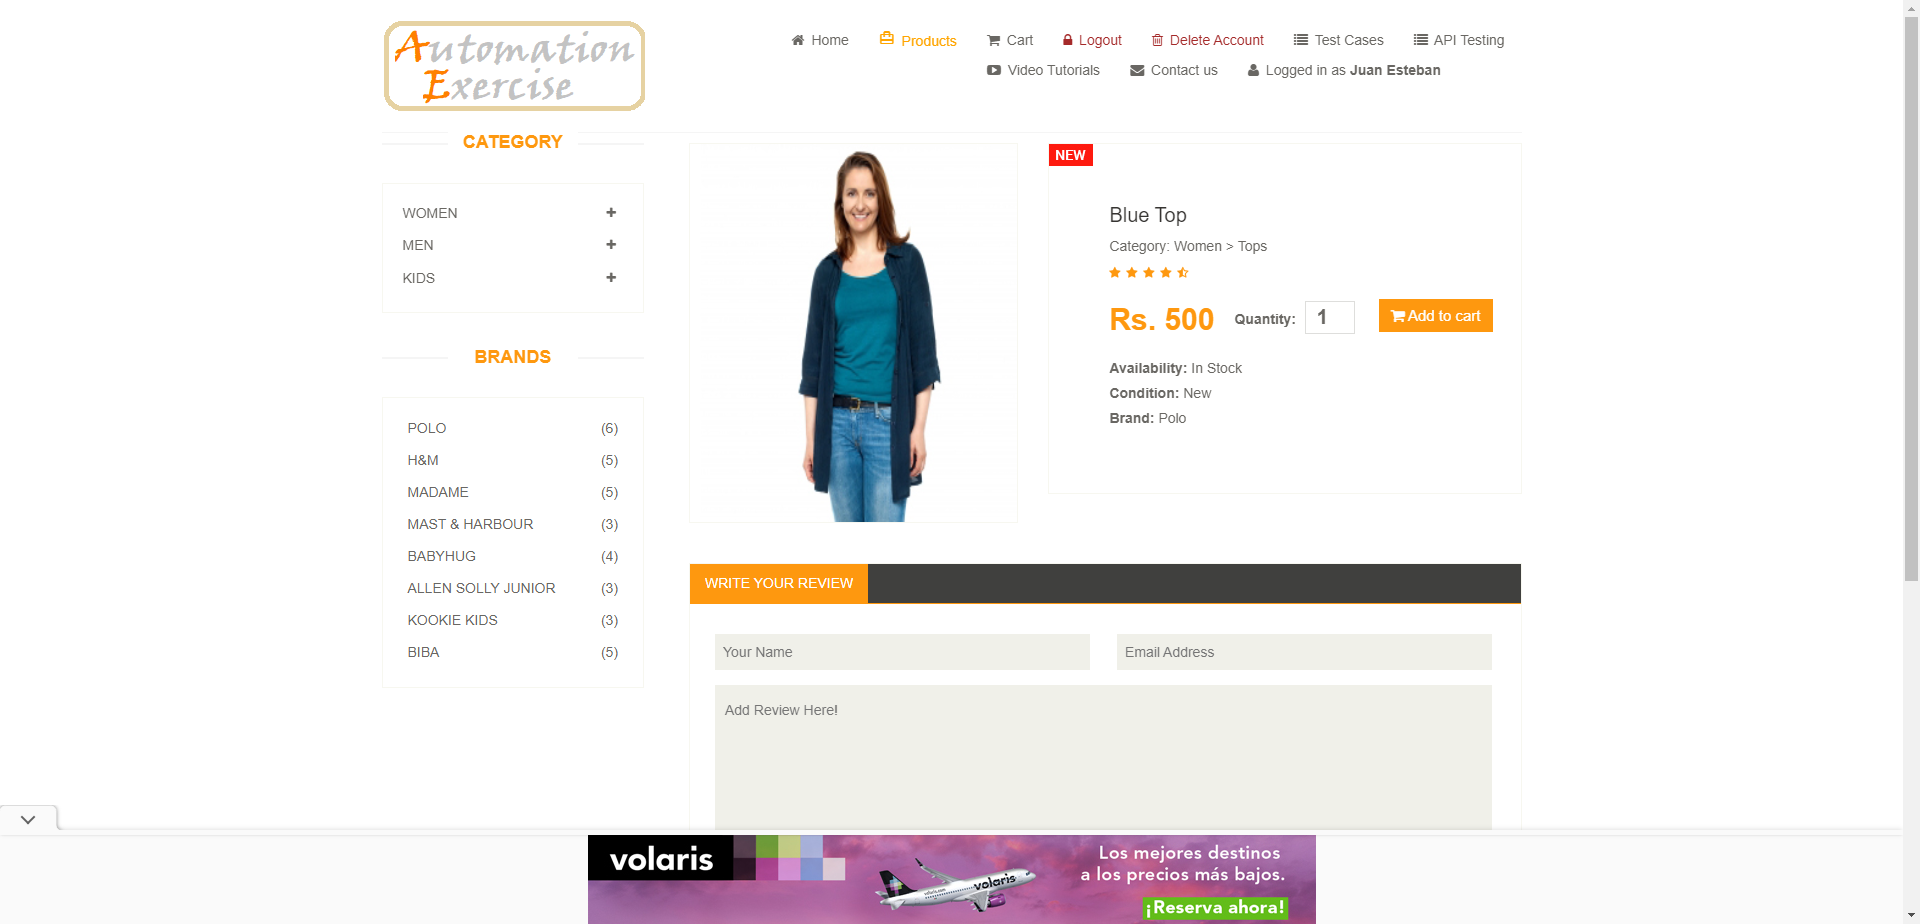 Automation
Exercise
Home
Products
Cart
Logout
Delete Account
Test Cases
API Testing
Video Tutorials
Contact us
Logged in as Juan Esteban
CATEGORY
WOMEN
MEN
KIDS
BRANDS
POLO (6)
H&M (5)
MADAME (5)
MAST & HARBOUR (3)
BABYHUG (4)
ALLEN SOLLY JUNIOR (3)
KOOKIE KIDS (3)
BIBA (5)
NEW
Blue Top
Category: Women > Tops
Rs. 500
Quantity: 1
Add to cart
Availability: In Stock
Condition: New
Brand: Polo
WRITE YOUR REVIEW
Your Name
Email Address
Add Review Here!
volaris
volaris
Los mejores destinos
a los precios más bajos.
¡Reserva ahora!